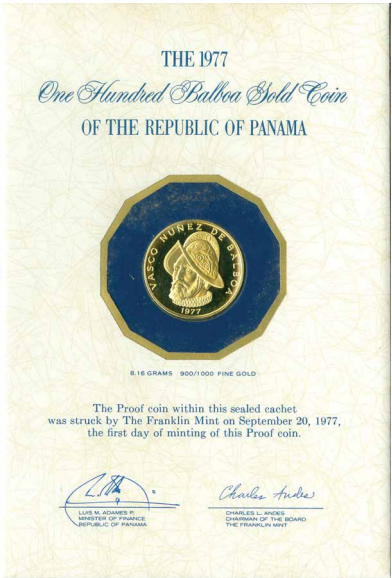 THE 1977
One Hundred Balboa Gold Coin
OF THE REPUBLIC OF PANAMA
VASCO NUÑEZ DE BALBOA
1977
8.16 GRAMS 900/1000 FINE GOLD
The Proof coin within this sealed cachet
was struck by The Franklin Mint on September 20, 1977,
the first day of minting of this Proof coin.
Charles Andes
LUIS M. ADAMES P.
MINISTER OF FINANCE
REPUBLIC OF PANAMA
CHARLES L. ANDES
CHAIRMAN OF THE BOARD
THE FRANKLIN MINT